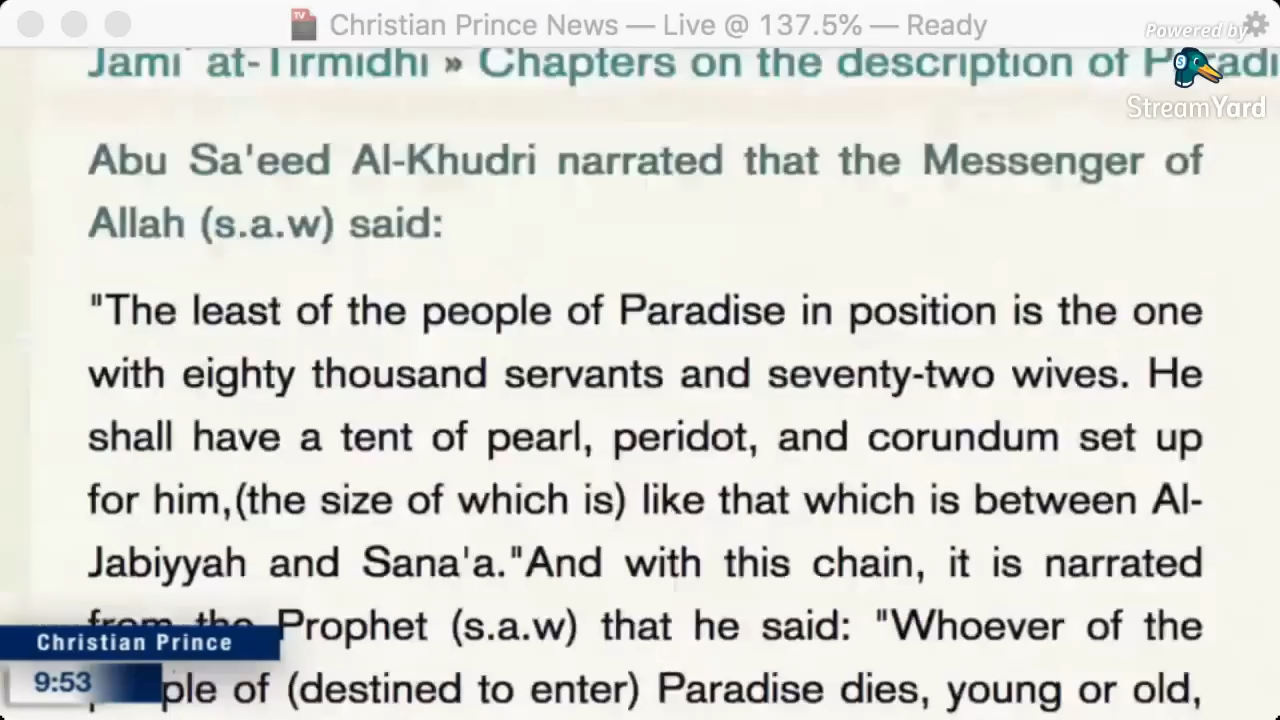 Christian Prince News — Live @ 137.5% — Ready
Powered by
StreamYard
Jami` at-Tirmidhi » Chapters on the description of Paradi
Abu Sa'eed Al-Khudri narrated that the Messenger of
Allah (s.a.w) said:
"The least of the people of Paradise in position is the one
with eighty thousand servants and seventy-two wives. He
shall have a tent of pearl, peridot, and corundum set up
for him,(the size of which is) like that which is between Al-
Jabiyyah and Sana'a."And with this chain, it is narrated
from the Prophet (s.a.w) that he said: "Whoever of the
ple of (destined to enter) Paradise dies, young or old,
Christian Prince
9:53